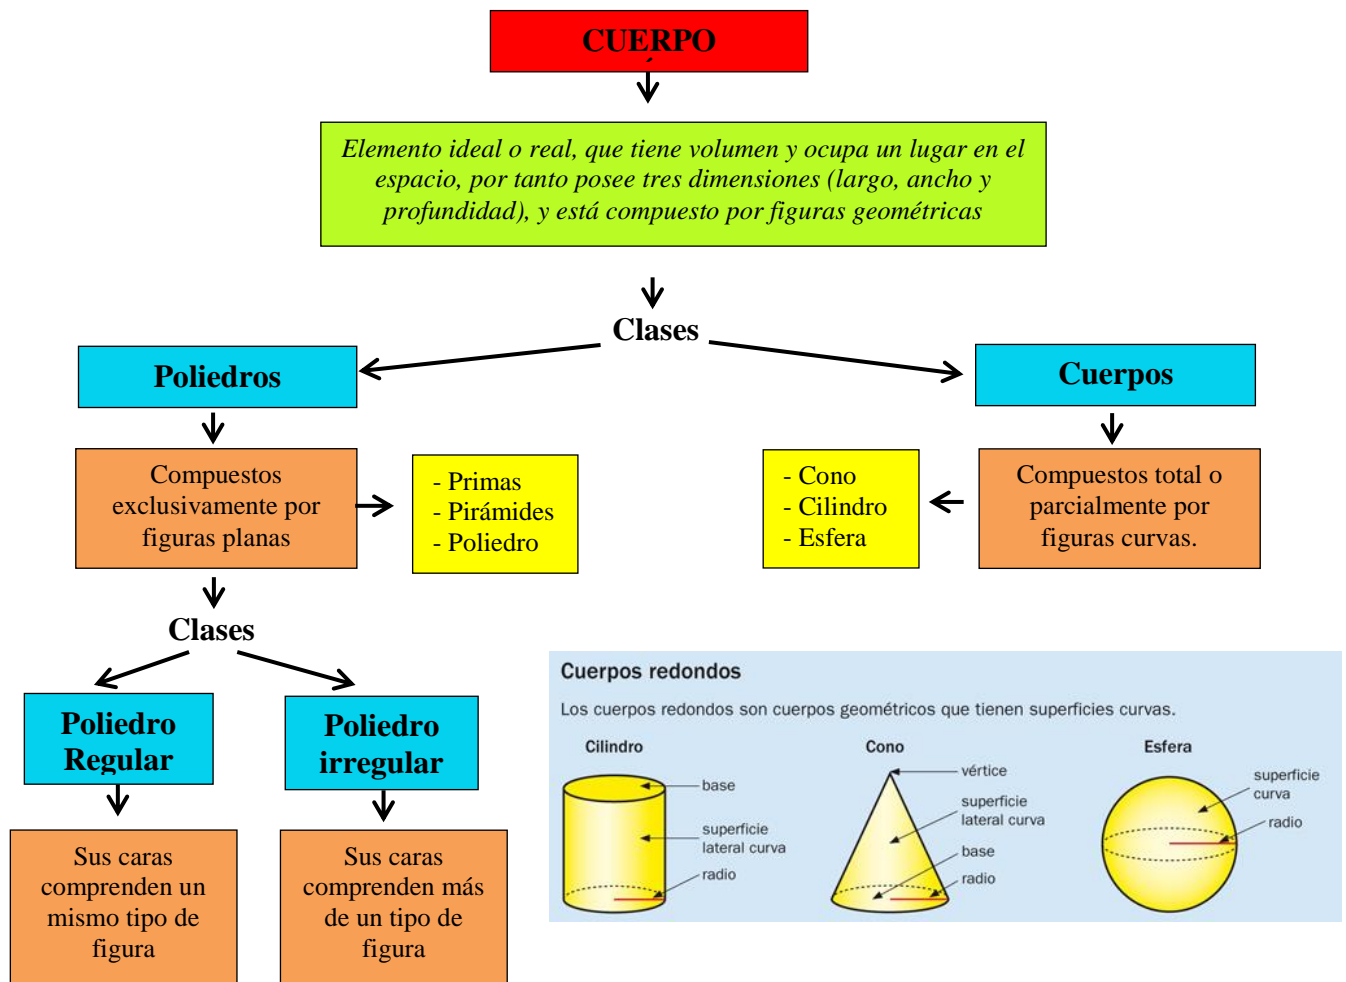 CUERPO
Elemento ideal o real, que tiene volumen y ocupa un lugar en el
espacio, por tanto posee tres dimensiones (largo, ancho y
profundidad), y está compuesto por figuras geométricas
Clases
Poliedros
Cuerpos
Compuestos
exclusivamente por
figuras planas
- Primas
- Pirámides
- Poliedro
- Cono
- Cilindro
- Esfera
Compuestos total o
parcialmente por
figuras curvas.
Clases
Poliedro
Regular
Poliedro
irregular
Sus caras
comprenden un
mismo tipo de
figura
Sus caras
comprenden más
de un tipo de
figura
Cuerpos redondos
Los cuerpos redondos son cuerpos geométricos que tienen superficies curvas.
Cilindro
base
superficie
lateral curva
radio
Cono
vértice
superficie
lateral curva
base
radio
Esfera
superficie
curva
radio